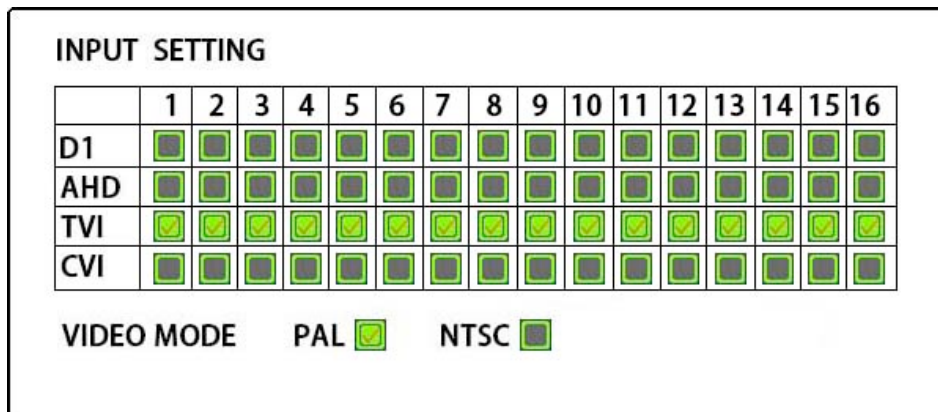 INPUT SETTING
1 2 3 4 5 6 7 8 9 10 11 12 13 14 15 16
D1
AHD
TVI
CVI
VIDEO MODE PAL NTSC